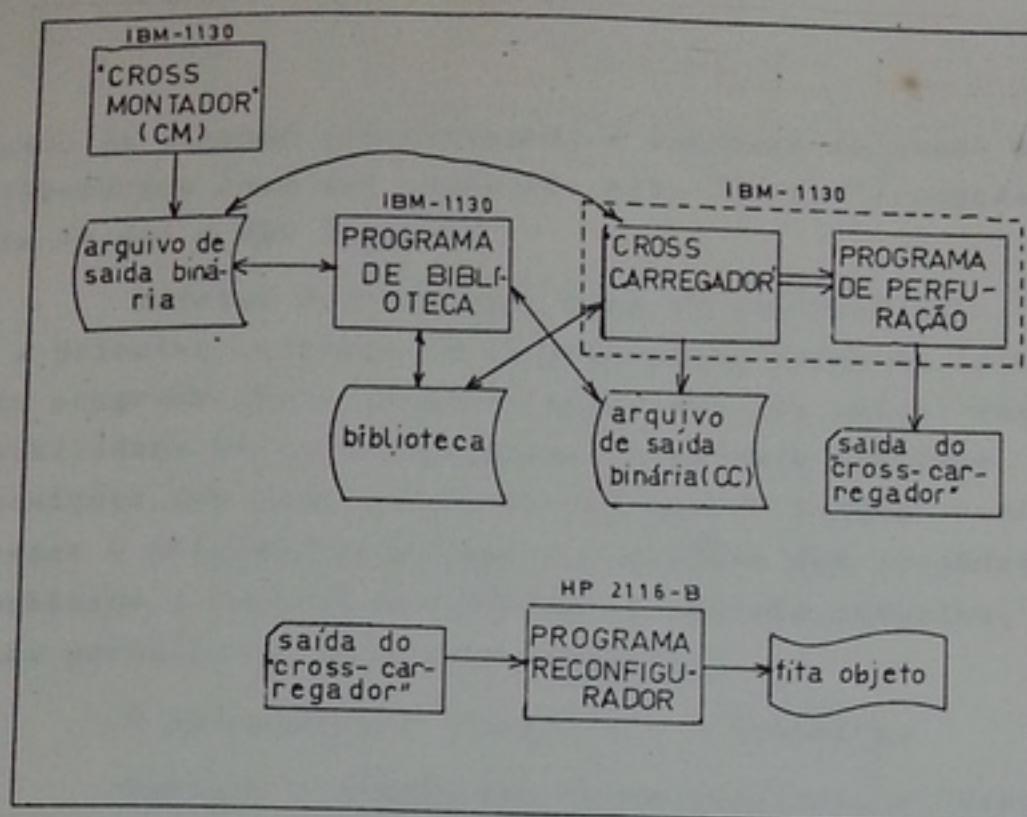 IBM-1130
"CROSS
MONTADOR"
(CM)
arquivo de
saída biná-
ria
IBM-1130
PROGRAMA
DE BIBLI-
OTECA
biblioteca
IBM-1130
"CROSS
CARREGADOR"
PROGRAMA
DE PERFU-
RAÇÃO
arquivo
de saída
binária(CC)
saída do
"cross-car-
regador"
HP 2116-B
saída do
"cross-car-
regador"
PROGRAMA
RECONFIGU-
RADOR
fita objeto